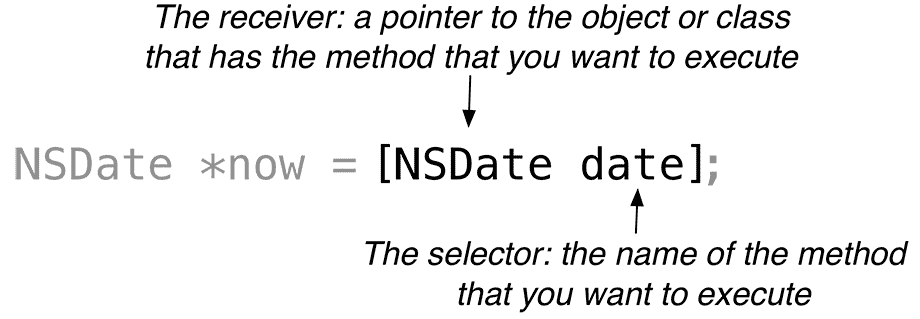 The receiver: a pointer to the object or class
that has the method that you want to execute
NSDate *now = [NSDate date];
The selector: the name of the method
that you want to execute